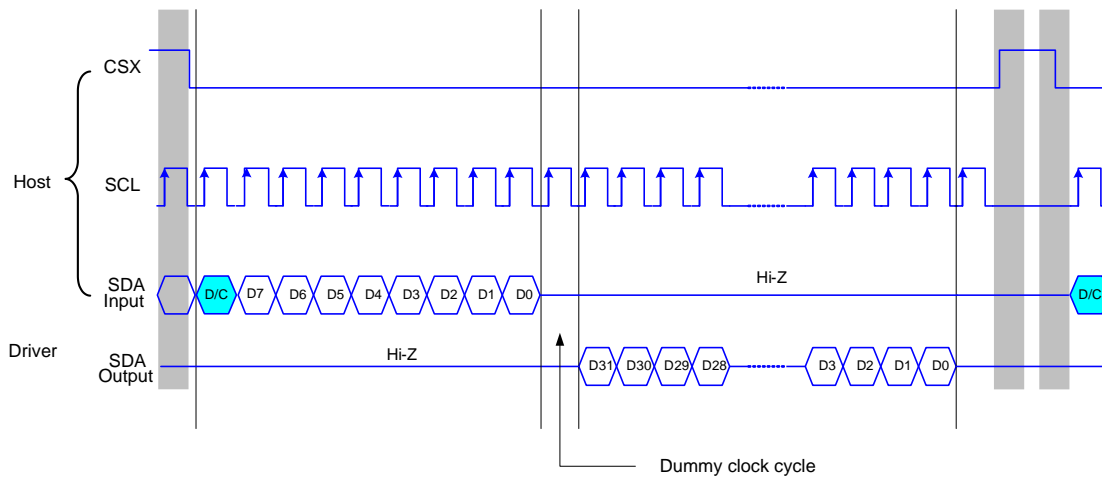 CSX
Host
SCL
SDA
Input
D/C D7 D6 D5 D4 D3 D2 D1 D0
Hi-Z
D/C
Driver
SDA
Output
Hi-Z
D31 D30 D29 D28
D3 D2 D1 D0
Dummy clock cycle